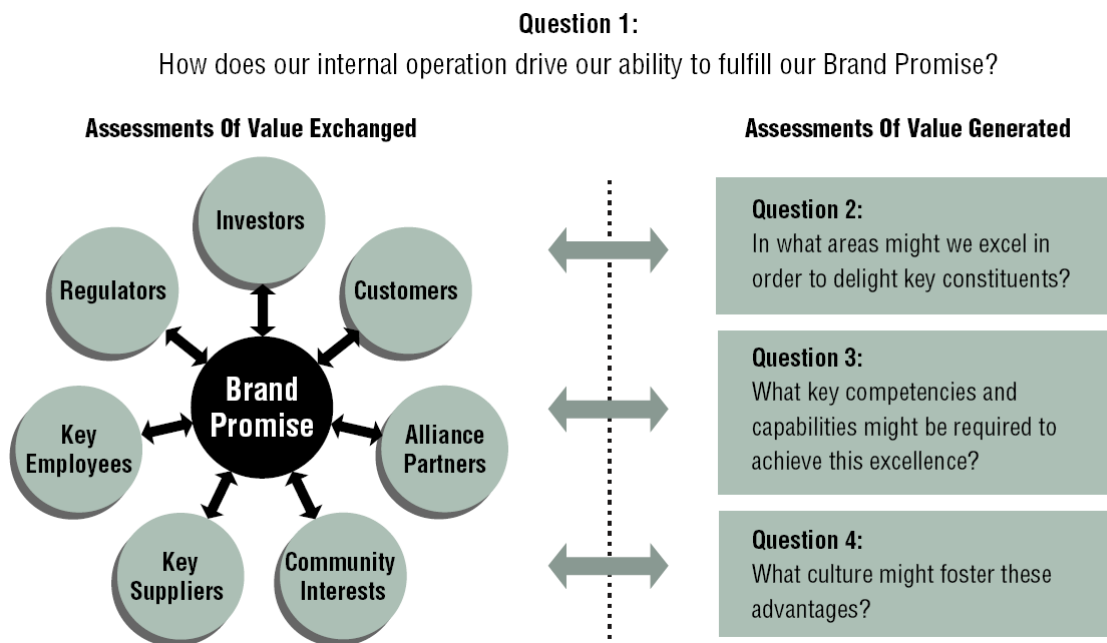 Question 1:
How does our internal operation drive our ability to fulfill our Brand Promise?
Assessments Of Value Exchanged
Investors
Regulators
Customers
Brand
Promise
Key
Employees
Alliance
Partners
Key
Suppliers
Community
Interests
Assessments Of Value Generated
Question 2:
In what areas might we excel in
order to delight key constituents?
Question 3:
What key competencies and
capabilities might be required to
achieve this excellence?
Question 4:
What culture might foster these
advantages?